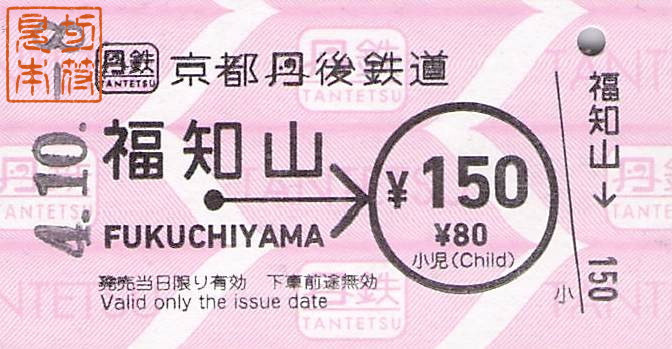 丹鉄 TANTETSU 京都丹後鉄道
4.10.
福知山
FUKUCHIYAMA
¥150
¥80
小児(Child)
発売当日限り有効 下車前途無効
Valid only the issue date
福知山→ 150
小